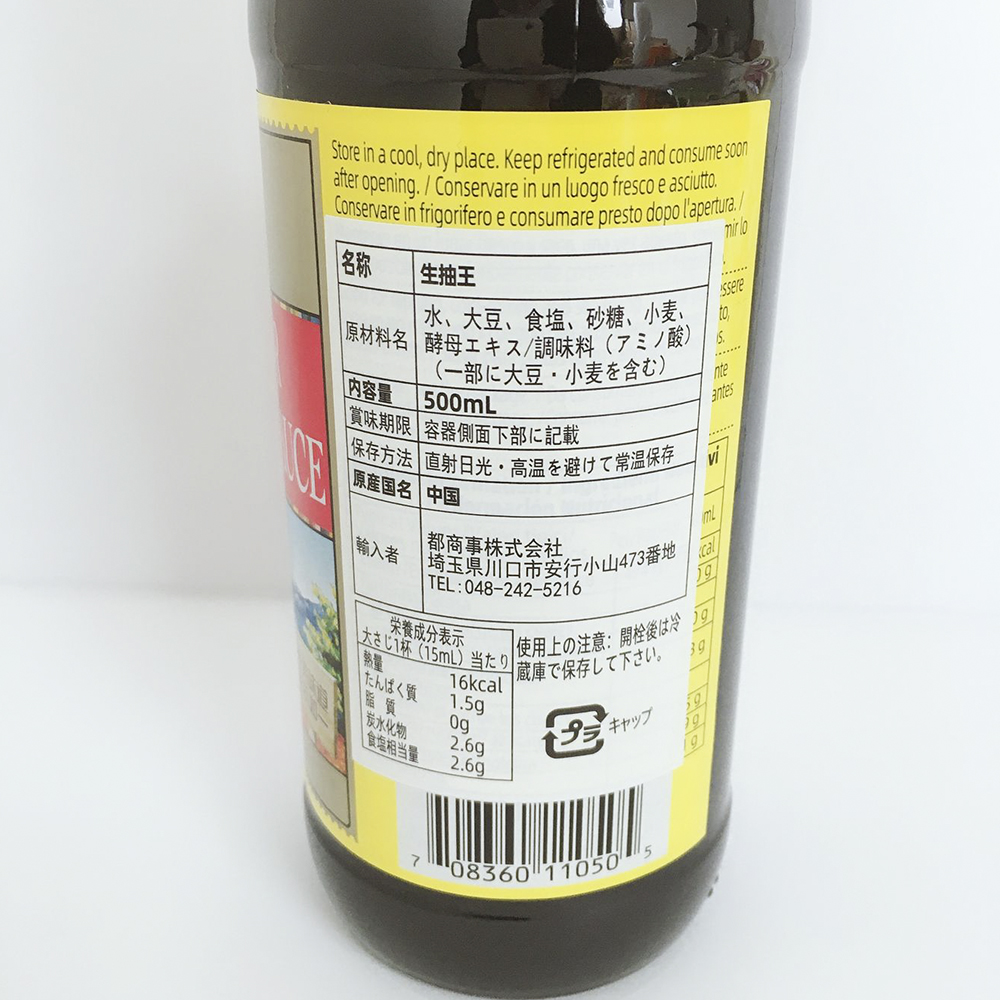 Store in a cool, dry place. Keep refrigerated and consume soon
after opening. / Conservare in un luogo fresco e asciutto.
Conservare in frigorifero e consumare presto dopo l'apertura. /
名称 生抽王
原材料名 水、大豆、食塩、砂糖、小麦、
酵母エキス/調味料（アミノ酸）
（一部に大豆・小麦を含む）
内容量 500mL
賞味期限 容器側面下部に記載
保存方法 直射日光・高温を避けて常温保存
原産国名 中国
輸入者 都商事株式会社
埼玉県川口市安行小山473番地
TEL:048-242-5216
栄養成分表示
大さじ1杯（15mL）当たり
熱量 16kcal
たんぱく質 1.5g
脂質 0g
炭水化物 2.6g
食塩相当量 2.6g
使用上の注意：開栓後は冷
蔵庫で保存して下さい。
プラ キャップ
7 08360 11050 5